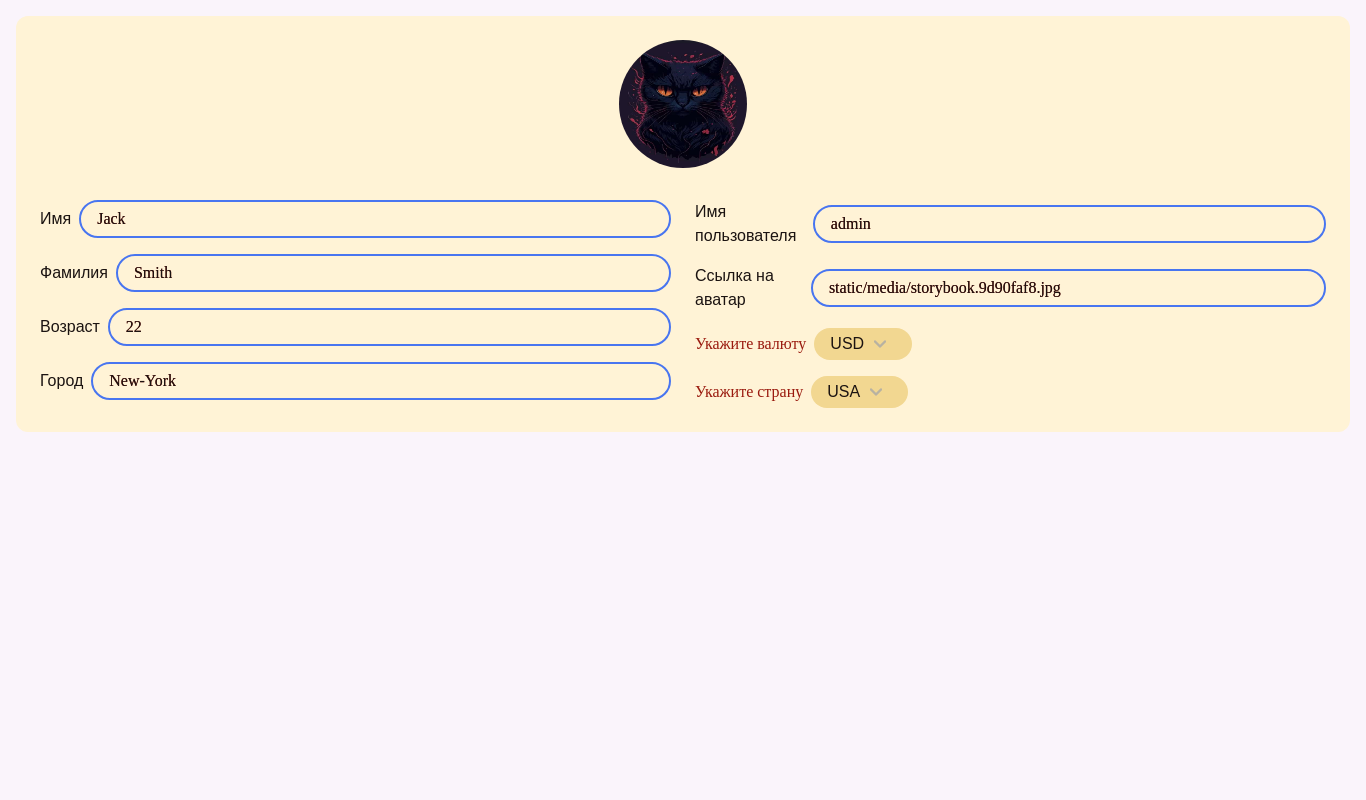 Имя
Jack
Фамилия
Smith
Возраст
22
Город
New-York
Имя
пользователя
admin
Ссылка на
аватар
static/media/storybook.9d90faf8.jpg
Укажите валюту
USD
Укажите страну
USA